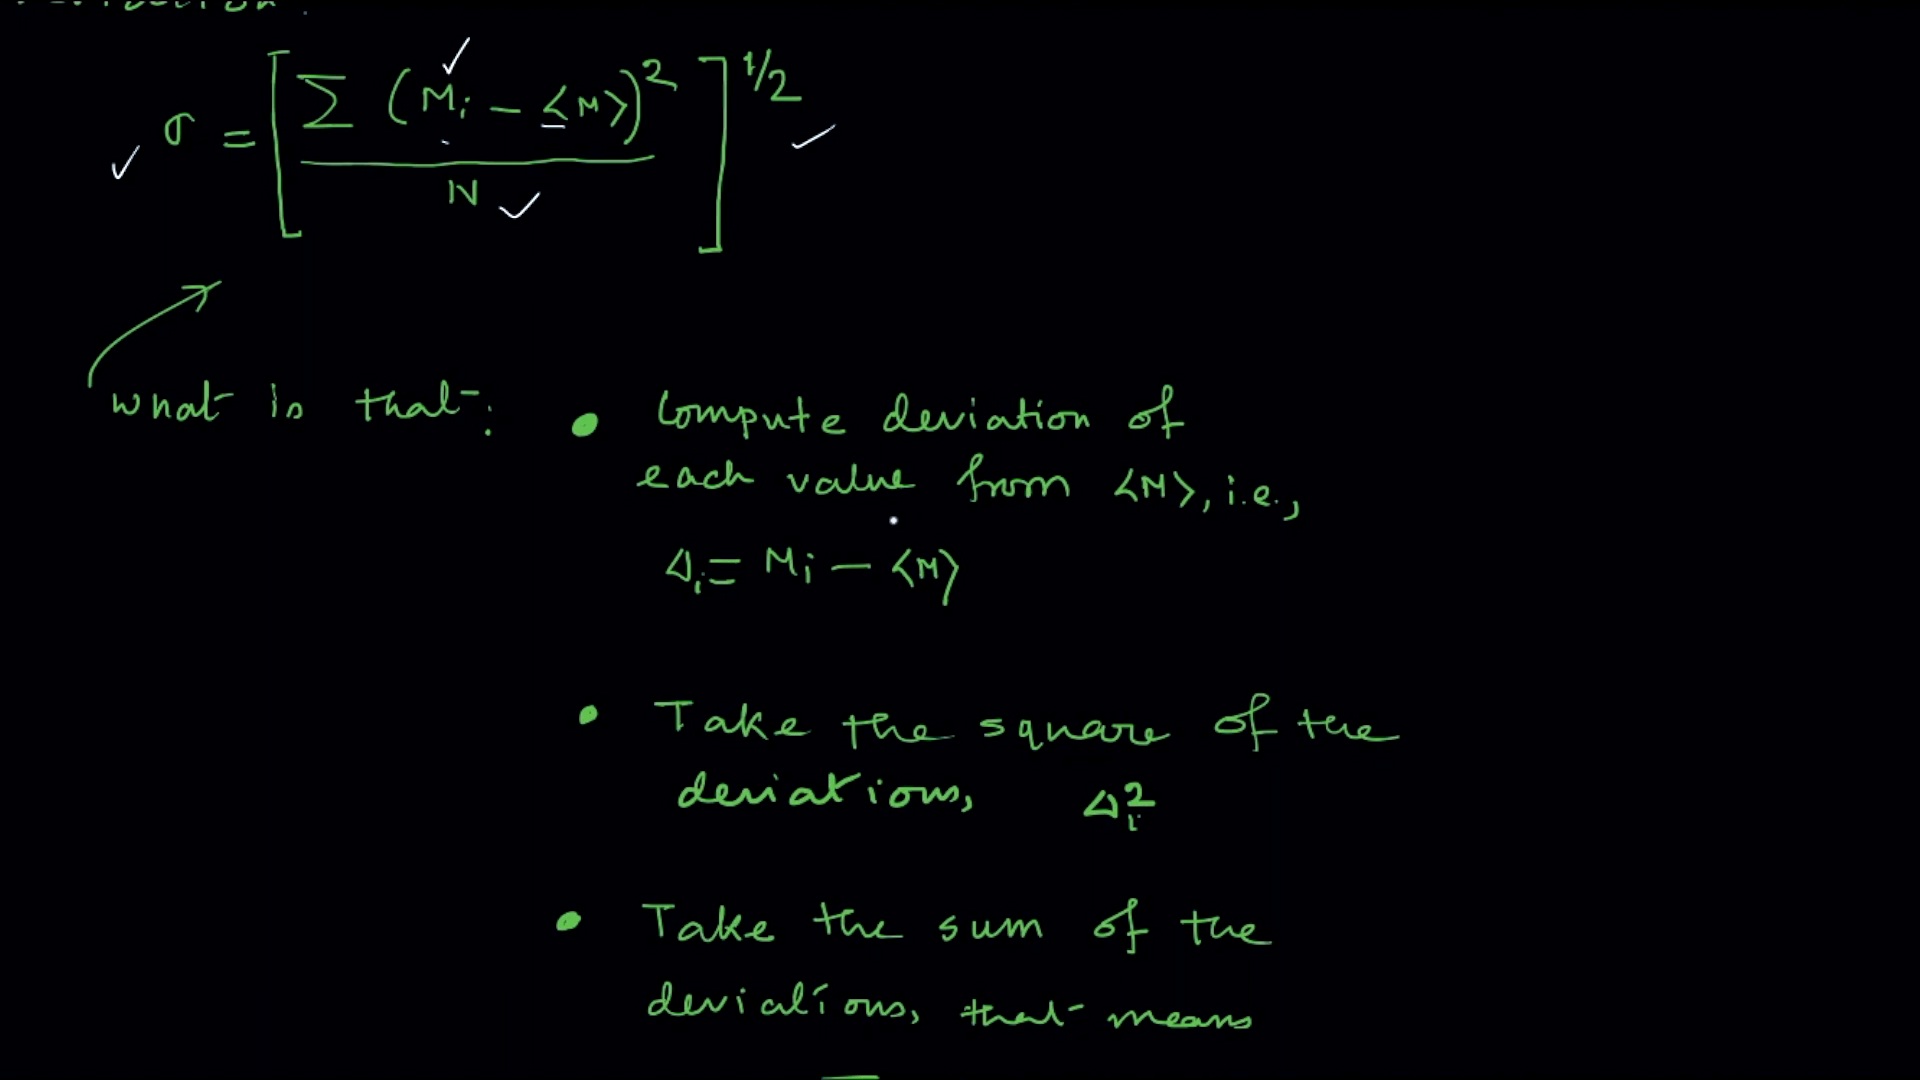 σ = [ Σ (Mi - <M>)² / N ]^1/2
what is that: • Compute deviation of
each value from <M>, i.e.,
Δi = Mi - <M>
• Take the square of the
deviations, Δi²
• Take the sum of the
deviations, that means